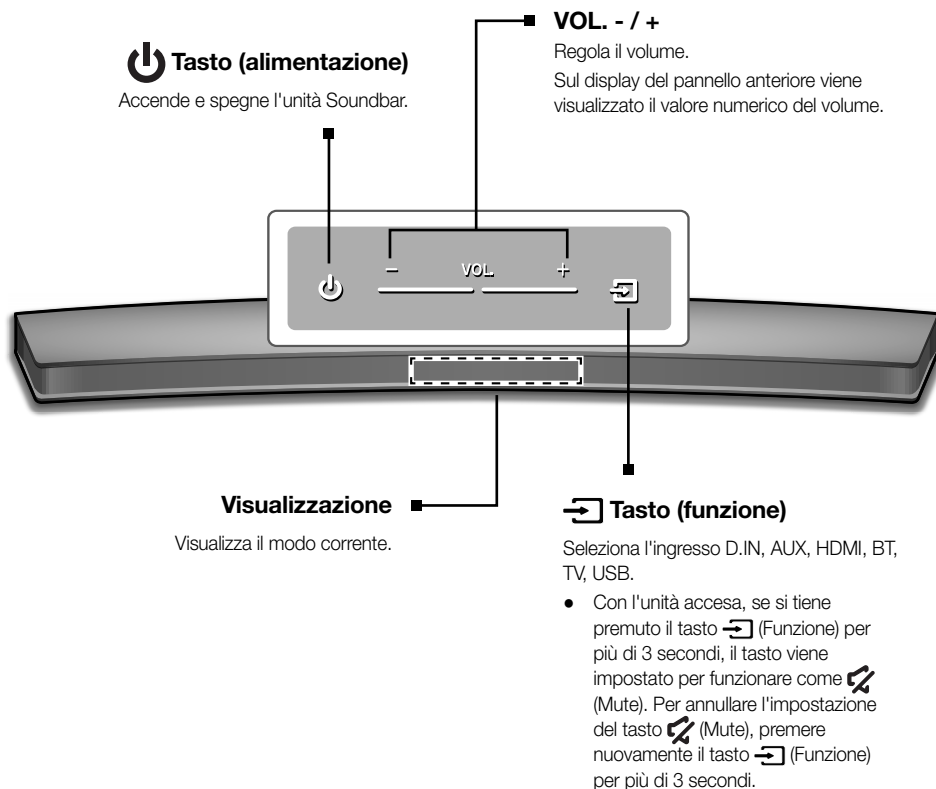 VOL. - / +
Regola il volume.
Sul display del pannello anteriore viene
visualizzato il valore numerico del volume.
Tasto (alimentazione)
Accende e spegne l'unità Soundbar.
- VOL. +
Visualizzazione
Visualizza il modo corrente.
Tasto (funzione)
Seleziona l'ingresso D.IN, AUX, HDMI, BT,
TV, USB.
● Con l'unità accesa, se si tiene
premuto il tasto (Funzione) per
più di 3 secondi, il tasto viene
impostato per funzionare come
(Mute). Per annullare l'impostazione
del tasto (Mute), premere
nuovamente il tasto (Funzione)
per più di 3 secondi.